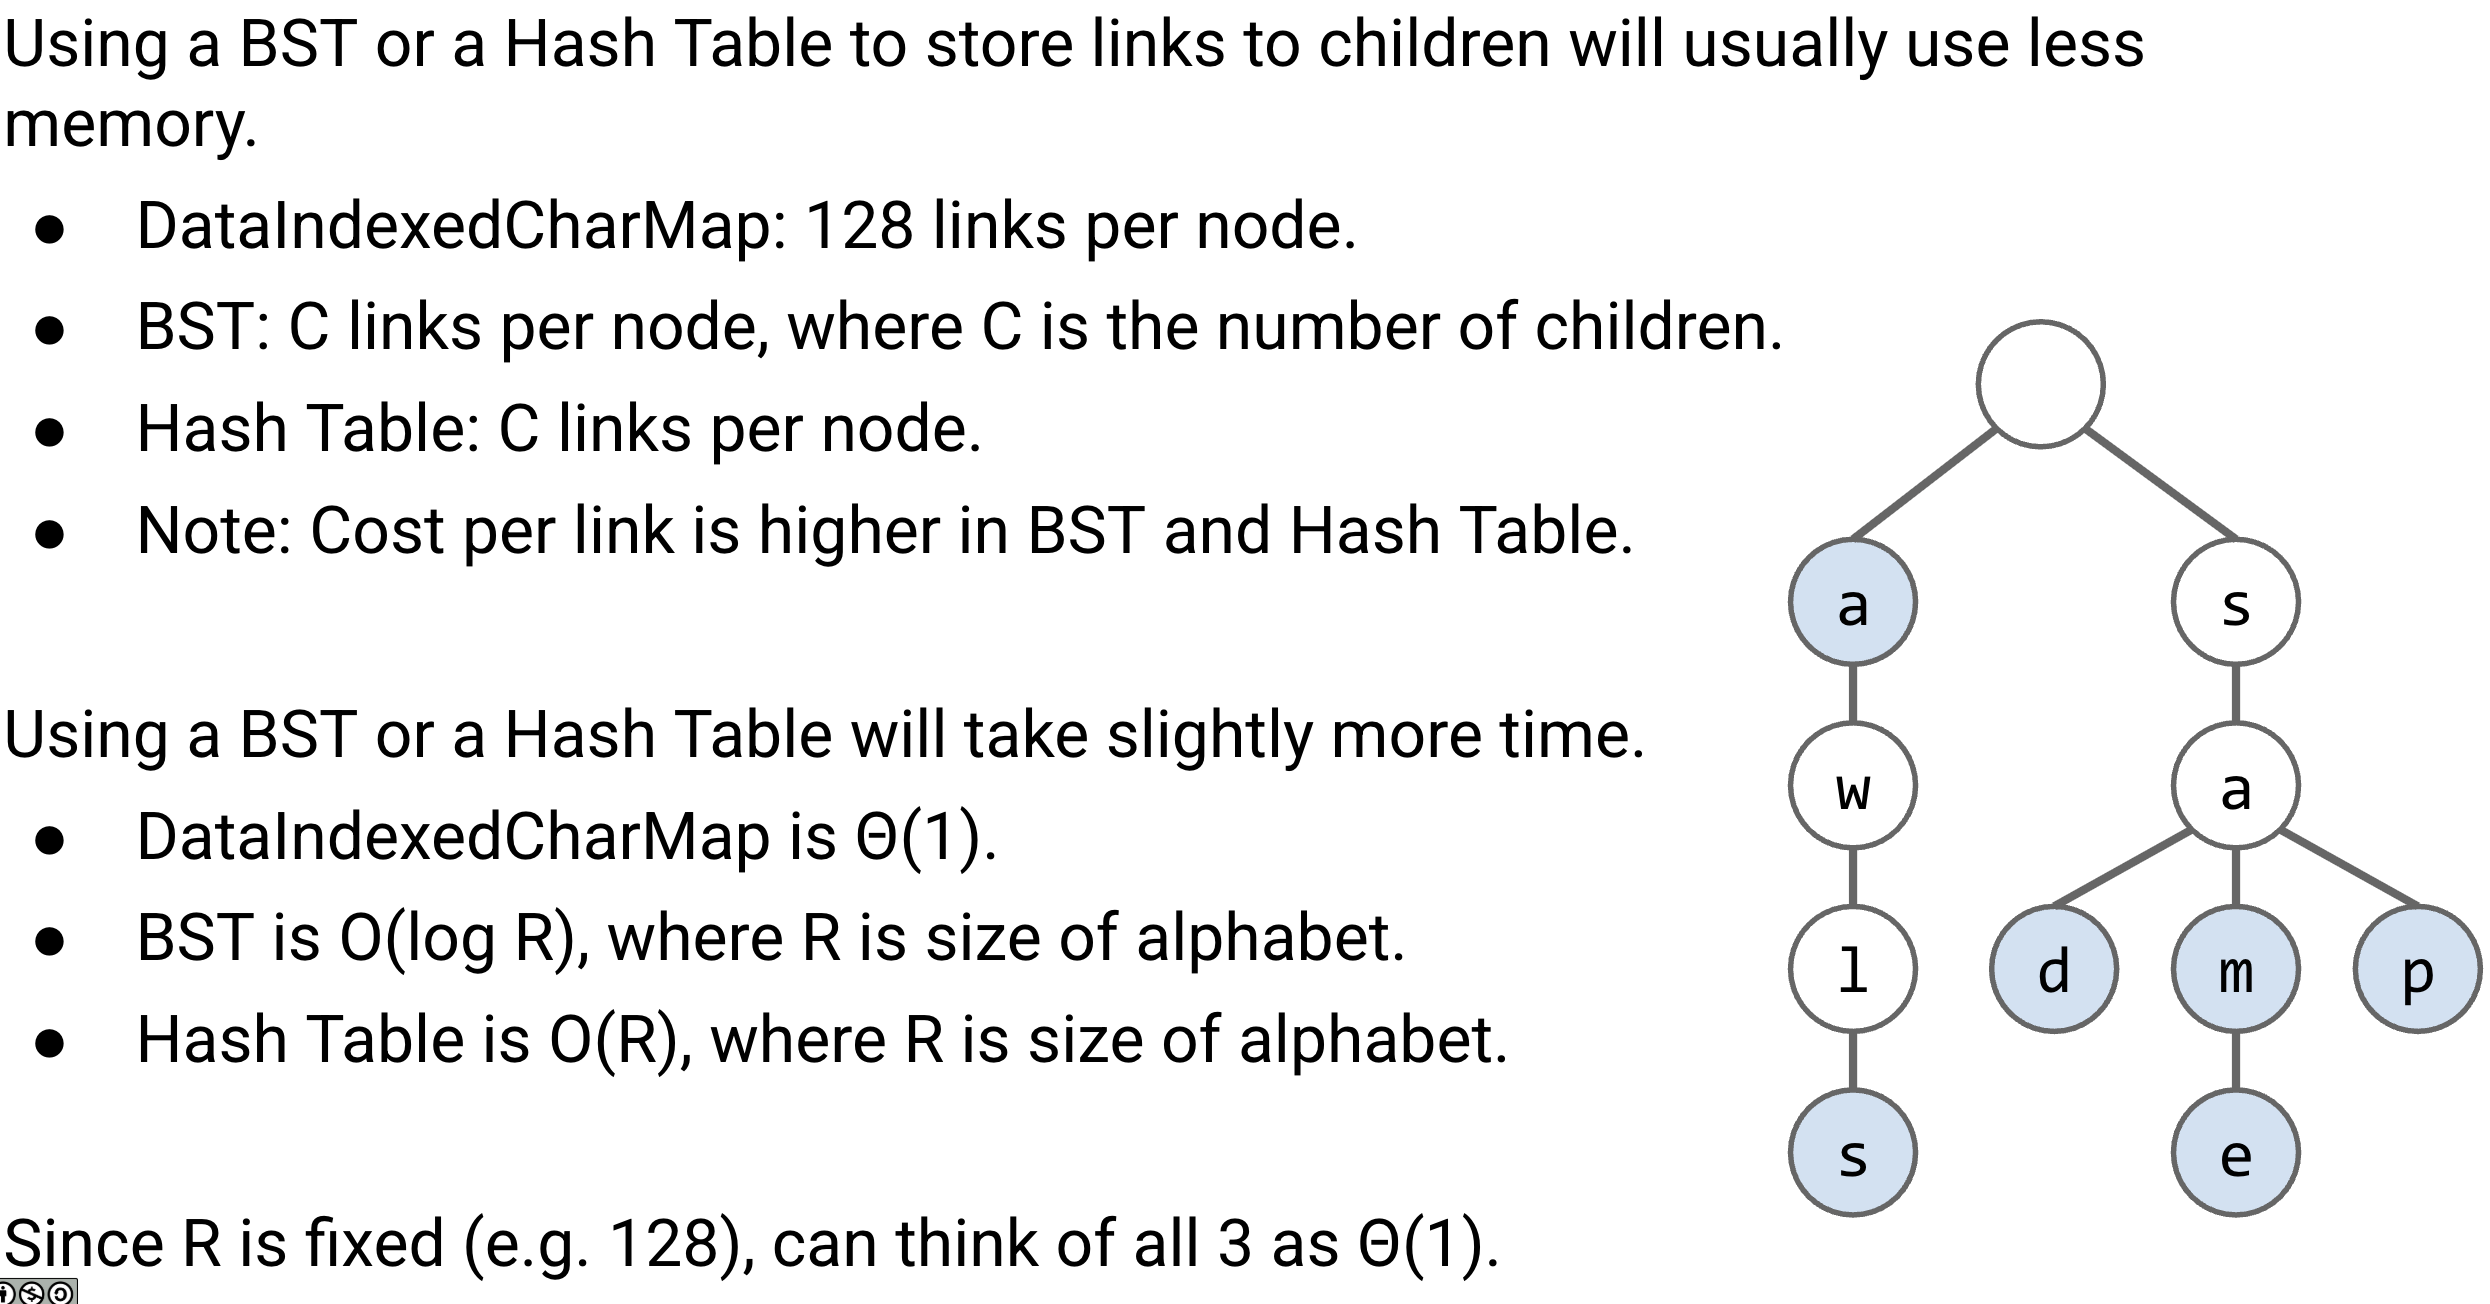 Using a BST or a Hash Table to store links to children will usually use less
memory.
● DataIndexedCharMap: 128 links per node.
● BST: C links per node, where C is the number of children.
● Hash Table: C links per node.
● Note: Cost per link is higher in BST and Hash Table.
a s
Using a BST or a Hash Table will take slightly more time.
w a
● DataIndexedCharMap is Θ(1).
● BST is O(log R), where R is size of alphabet.
l d m p
● Hash Table is O(R), where R is size of alphabet.
s e
Since R is fixed (e.g. 128), can think of all 3 as Θ(1).